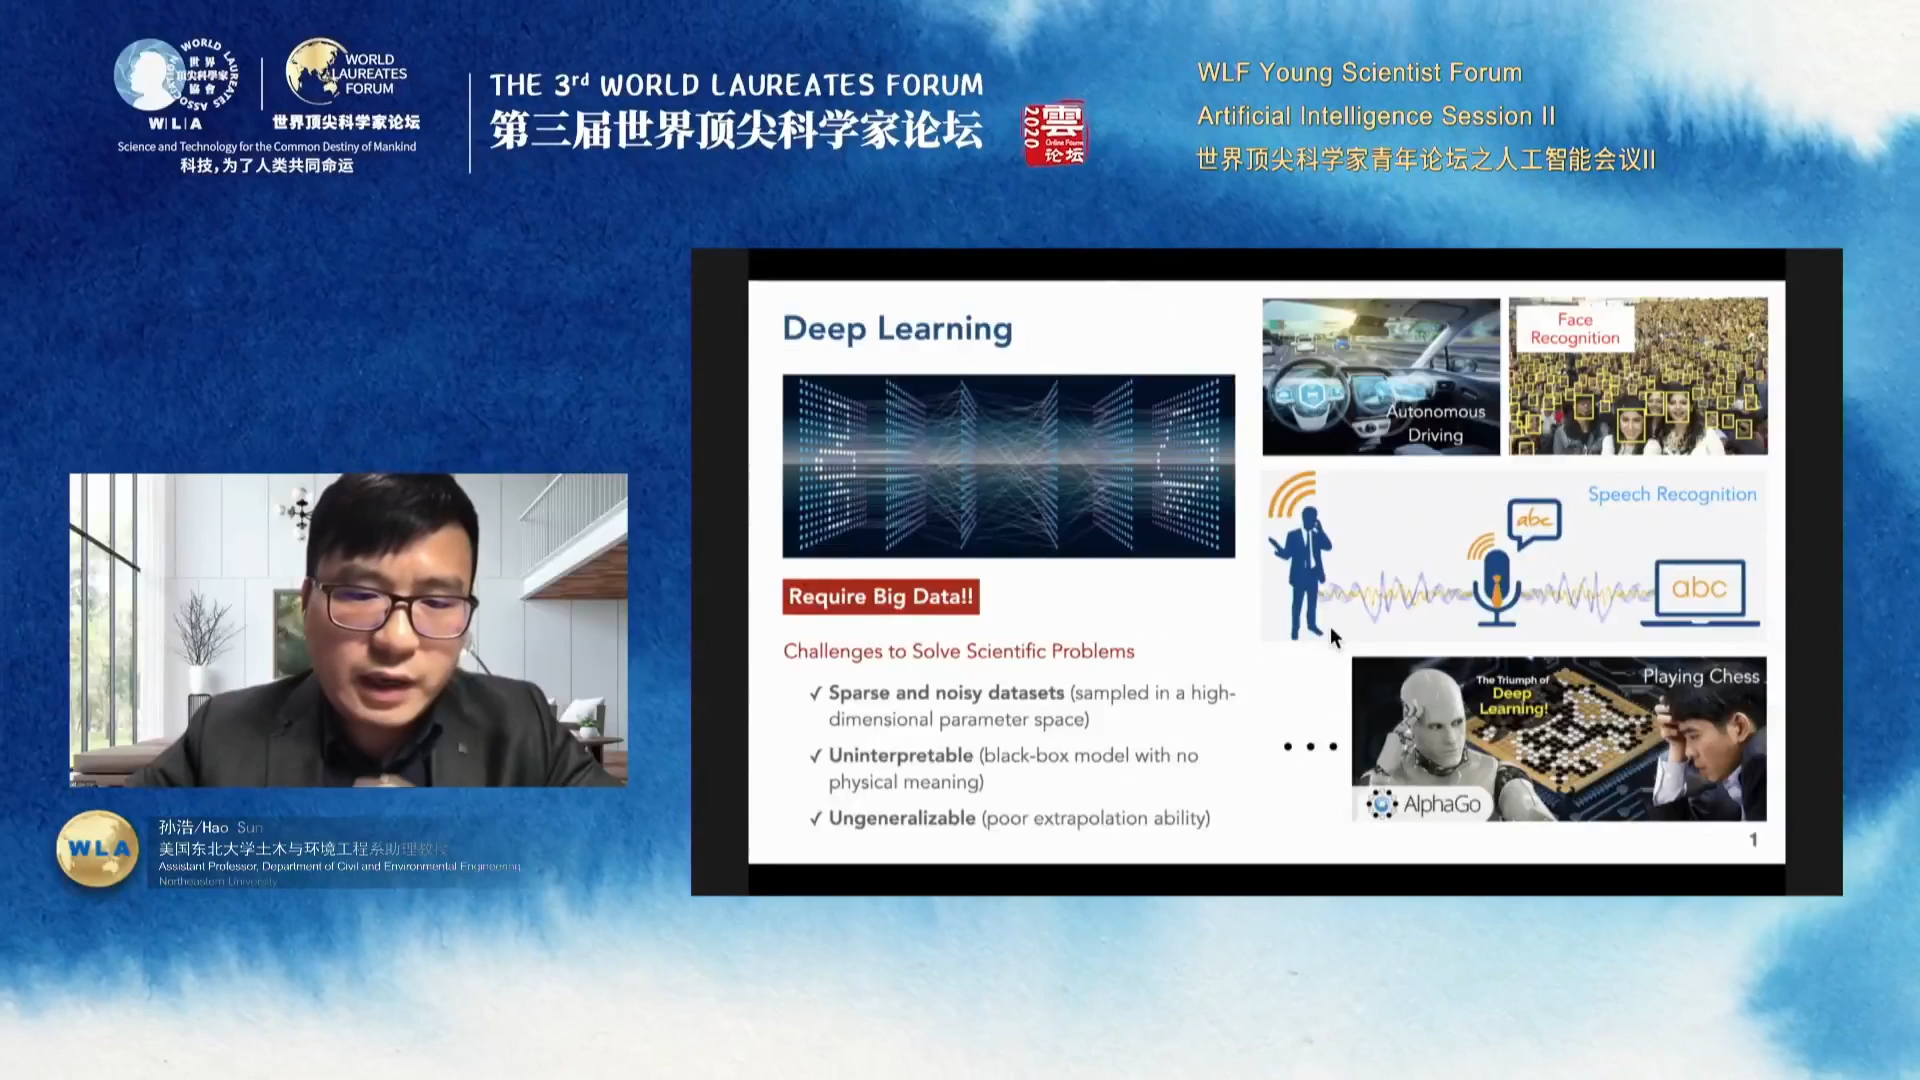 世界
頂尖科學家
協會
WORLD LAUREATES ASSOCIATION
W|L|A
WORLD
LAUREATES
FORUM
世界顶尖科学家论坛
Science and Technology for the Common Destiny of Mankind
科技,为了人类共同命运
THE 3rd WORLD LAUREATES FORUM
第三届世界顶尖科学家论坛
2020
雲
Online Forum
论坛
WLF Young Scientist Forum
Artificial Intelligence Session II
世界顶尖科学家青年论坛之人工智能会议II
Deep Learning
Require Big Data!!
Challenges to Solve Scientific Problems
✓ Sparse and noisy datasets (sampled in a high-
dimensional parameter space)
✓ Uninterpretable (black-box model with no
physical meaning)
✓ Ungeneralizable (poor extrapolation ability)
Autonomous
Driving
Face
Recognition
Speech Recognition
abc
abc
Playing Chess
The Triumph of
Deep
Learning!
AlphaGo
1
WLA
孙浩/Hao Sun
美国东北大学土木与环境工程系助理教授
Assistant Professor, Department of Civil and Environmental Engineering,
Northeastern University